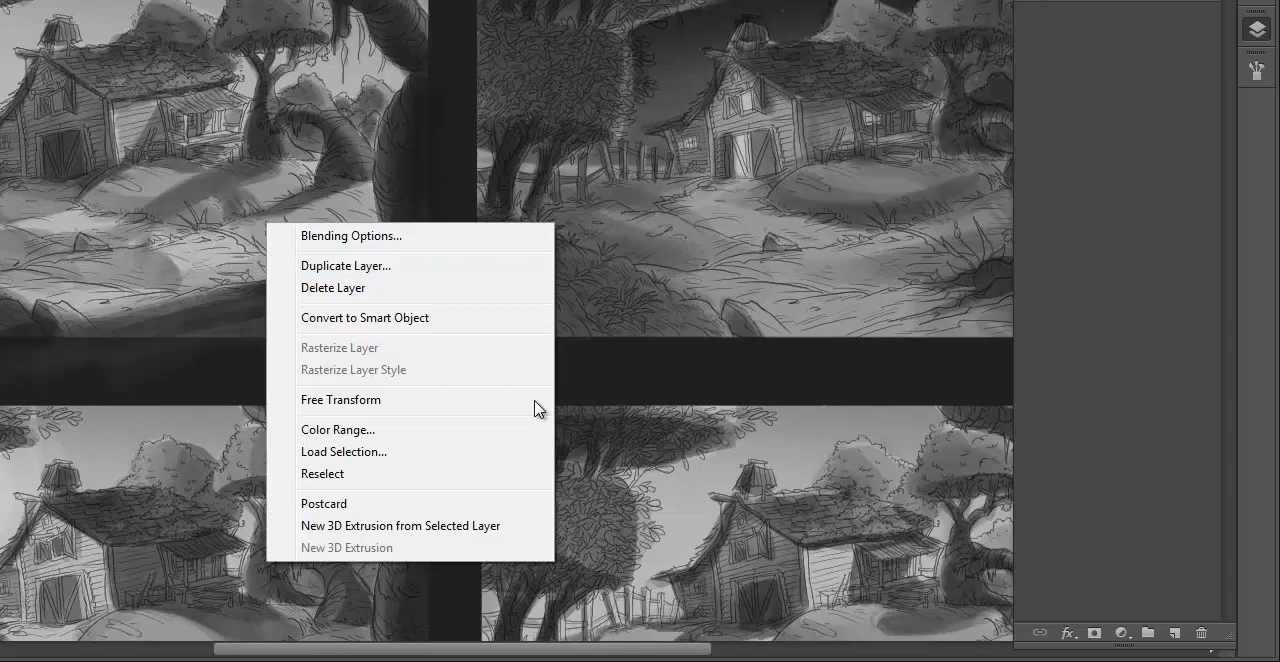 Blending Options...
Duplicate Layer...
Delete Layer
Convert to Smart Object
Rasterize Layer
Rasterize Layer Style
Free Transform
Color Range...
Load Selection...
Reselect
Postcard
New 3D Extrusion from Selected Layer
New 3D Extrusion
fx